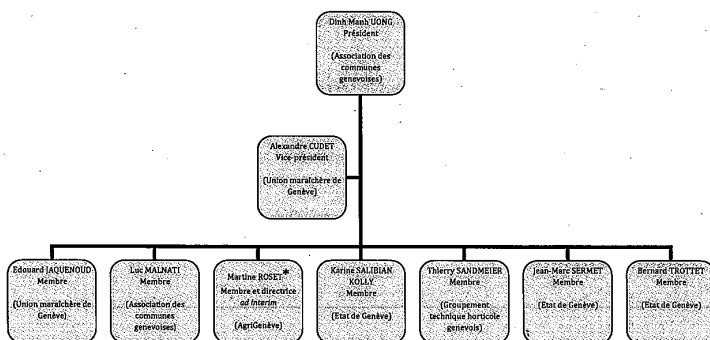 Dinh Manh UONG
Président
(Association des
communes
genevoises)
Alexandre CUDET
Vice-président
(Union maraîchère de
Genève)
Edouard JAQUENOUD
Membre
(Union maraîchère de
Genève)
Luc MALNATI
Membre
(Association des
communes
genevoises)
Martine ROSET*
Membre et directrice
ad interim
(AgriGenève)
Karine SALIBIAN
KOLLY
Membre
(Etat de Genève)
Thierry SANDMEIER
Membre
(Groupement
technique horticole
genevois)
Jean-Marc SERMET
Membre
(Etat de Genève)
Bernard TROTTET
Membre
(Etat de Genève)